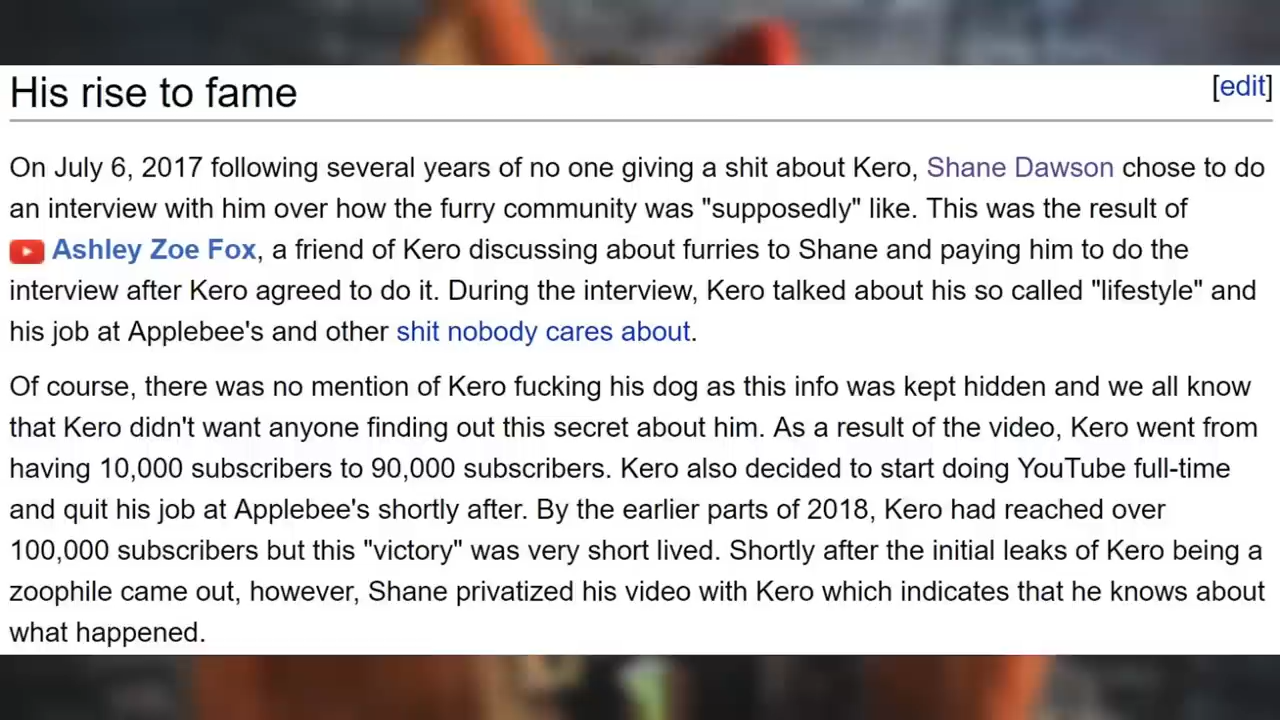 His rise to fame
[edit]
On July 6, 2017 following several years of no one giving a shit about Kero, Shane Dawson chose to do
an interview with him over how the furry community was "supposedly" like. This was the result of
Ashley Zoe Fox, a friend of Kero discussing about furries to Shane and paying him to do the
interview after Kero agreed to do it. During the interview, Kero talked about his so called "lifestyle" and
his job at Applebee's and other shit nobody cares about.
Of course, there was no mention of Kero fucking his dog as this info was kept hidden and we all know
that Kero didn't want anyone finding out this secret about him. As a result of the video, Kero went from
having 10,000 subscribers to 90,000 subscribers. Kero also decided to start doing YouTube full-time
and quit his job at Applebee's shortly after. By the earlier parts of 2018, Kero had reached over
100,000 subscribers but this "victory" was very short lived. Shortly after the initial leaks of Kero being a
zoophile came out, however, Shane privatized his video with Kero which indicates that he knows about
what happened.